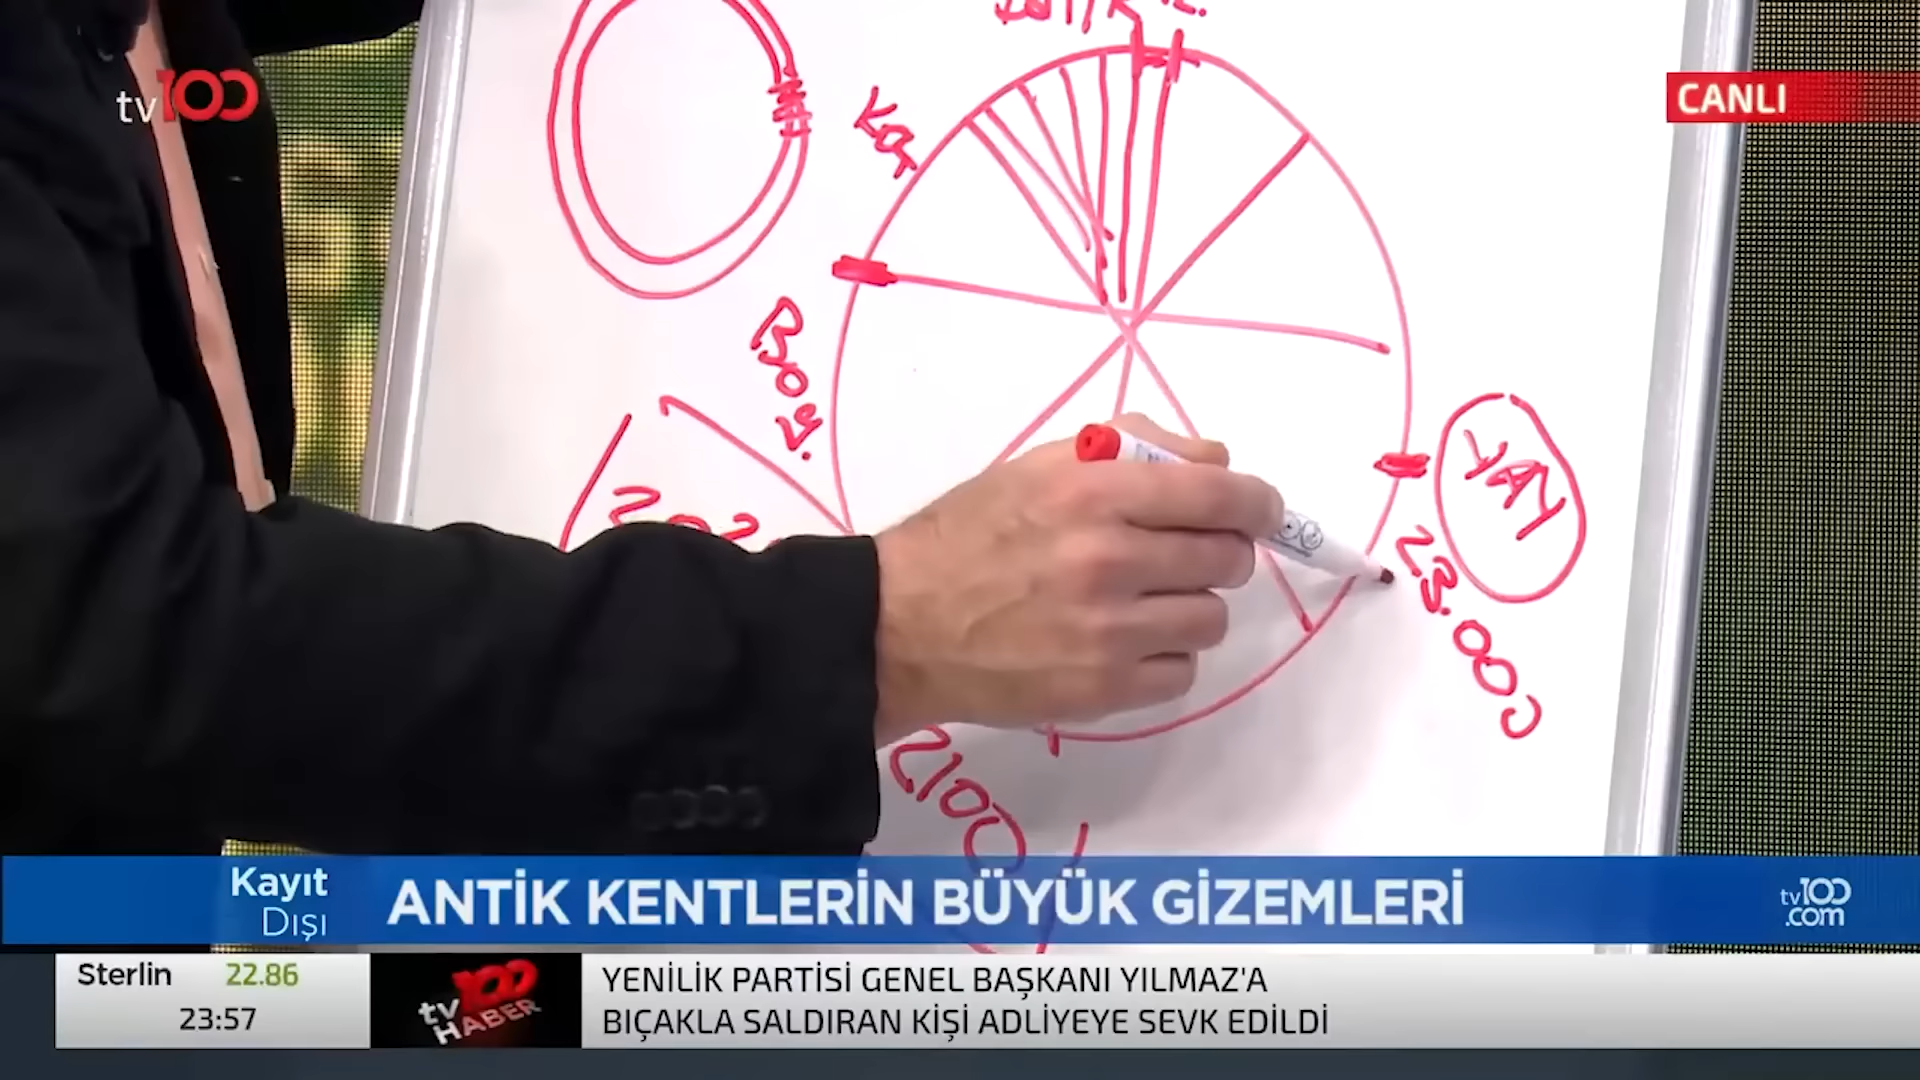 tv100
CANLI
Koç
Boğ.
YAY
23.000
2100
Kayıt
Dışı
ANTİK KENTLERİN BÜYÜK GİZEMLERİ
tv100
.com
Sterlin 22.86
23:57
tv100
HABER
YENİLİK PARTİSİ GENEL BAŞKANI YILMAZ'A
BIÇAKLA SALDIRAN KİŞİ ADLİYEYE SEVK EDİLDİ